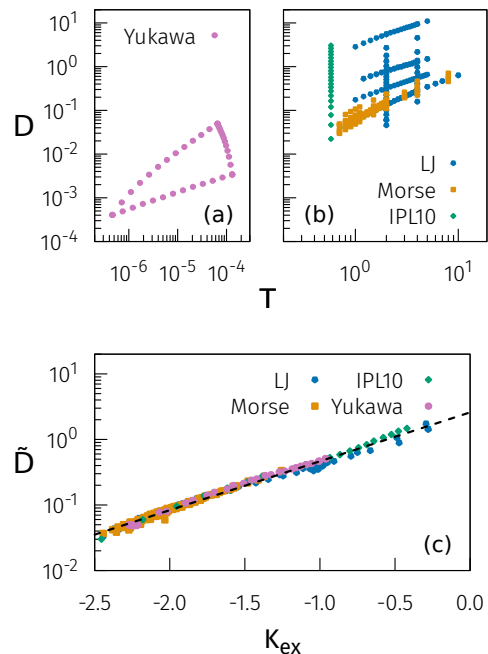 D
10^1
10^0
10^-1
10^-2
10^-3
10^-4
Yukawa
(a)
10^-6 10^-5 10^-4
LJ
Morse
IPL10
(b)
10^0 10^1
T
D̃
10^1
10^0
10^-1
10^-2
LJ IPL10
Morse Yukawa
(c)
-2.5 -2.0 -1.5 -1.0 -0.5 0.0
K_ex